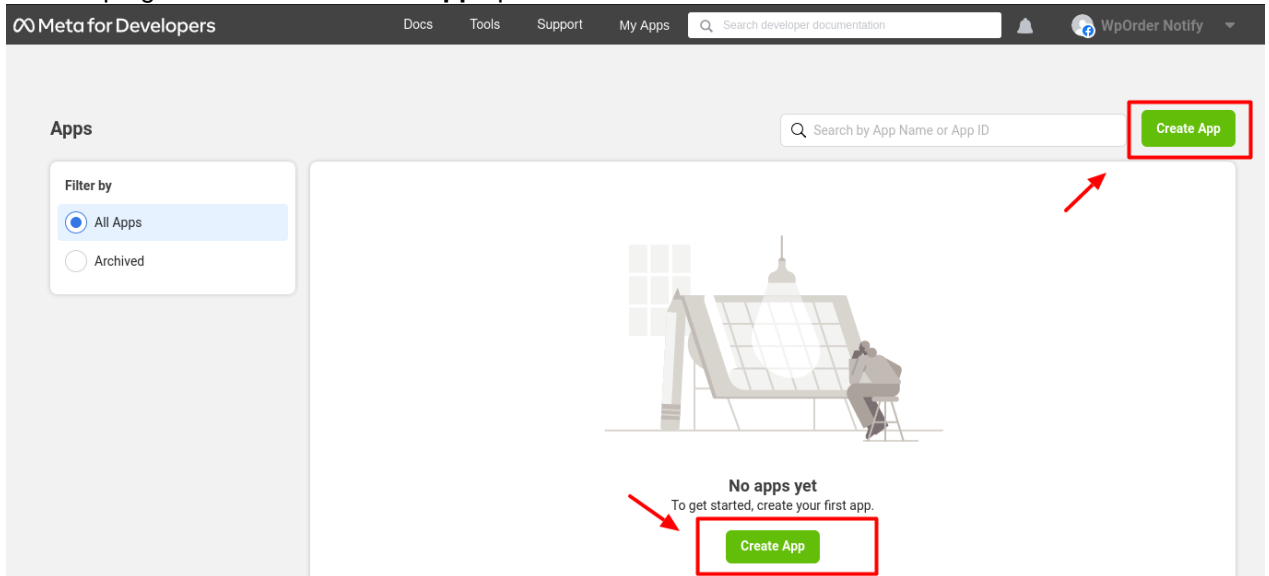 Meta for Developers Docs Tools Support My Apps Search developer documentation WpOrder Notify
Apps Search by App Name or App ID Create App
Filter by
All Apps
Archived
No apps yet
To get started, create your first app.
Create App